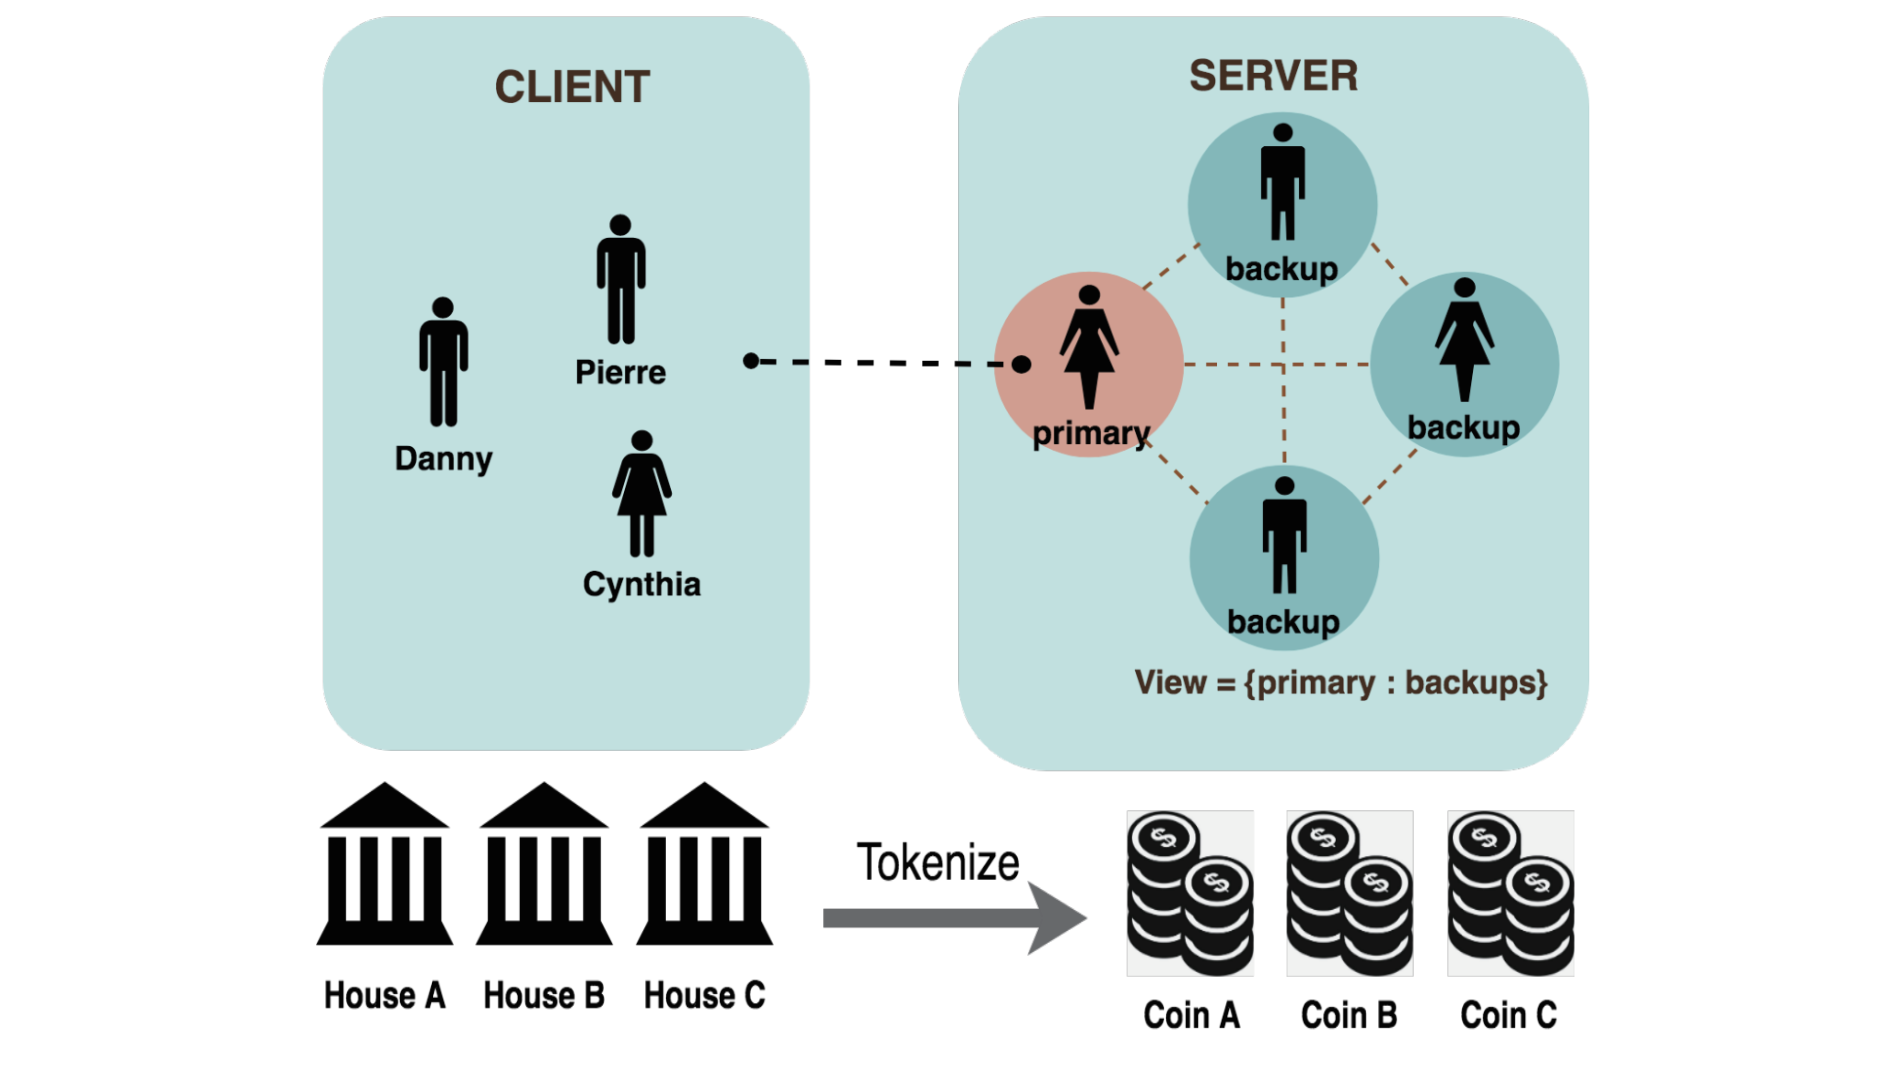 CLIENT
Pierre
Danny
Cynthia
SERVER
backup
primary
backup
backup
View = {primary : backups}
House A
House B
House C
Tokenize
$ $
$ $
$ $
Coin A
Coin B
Coin C